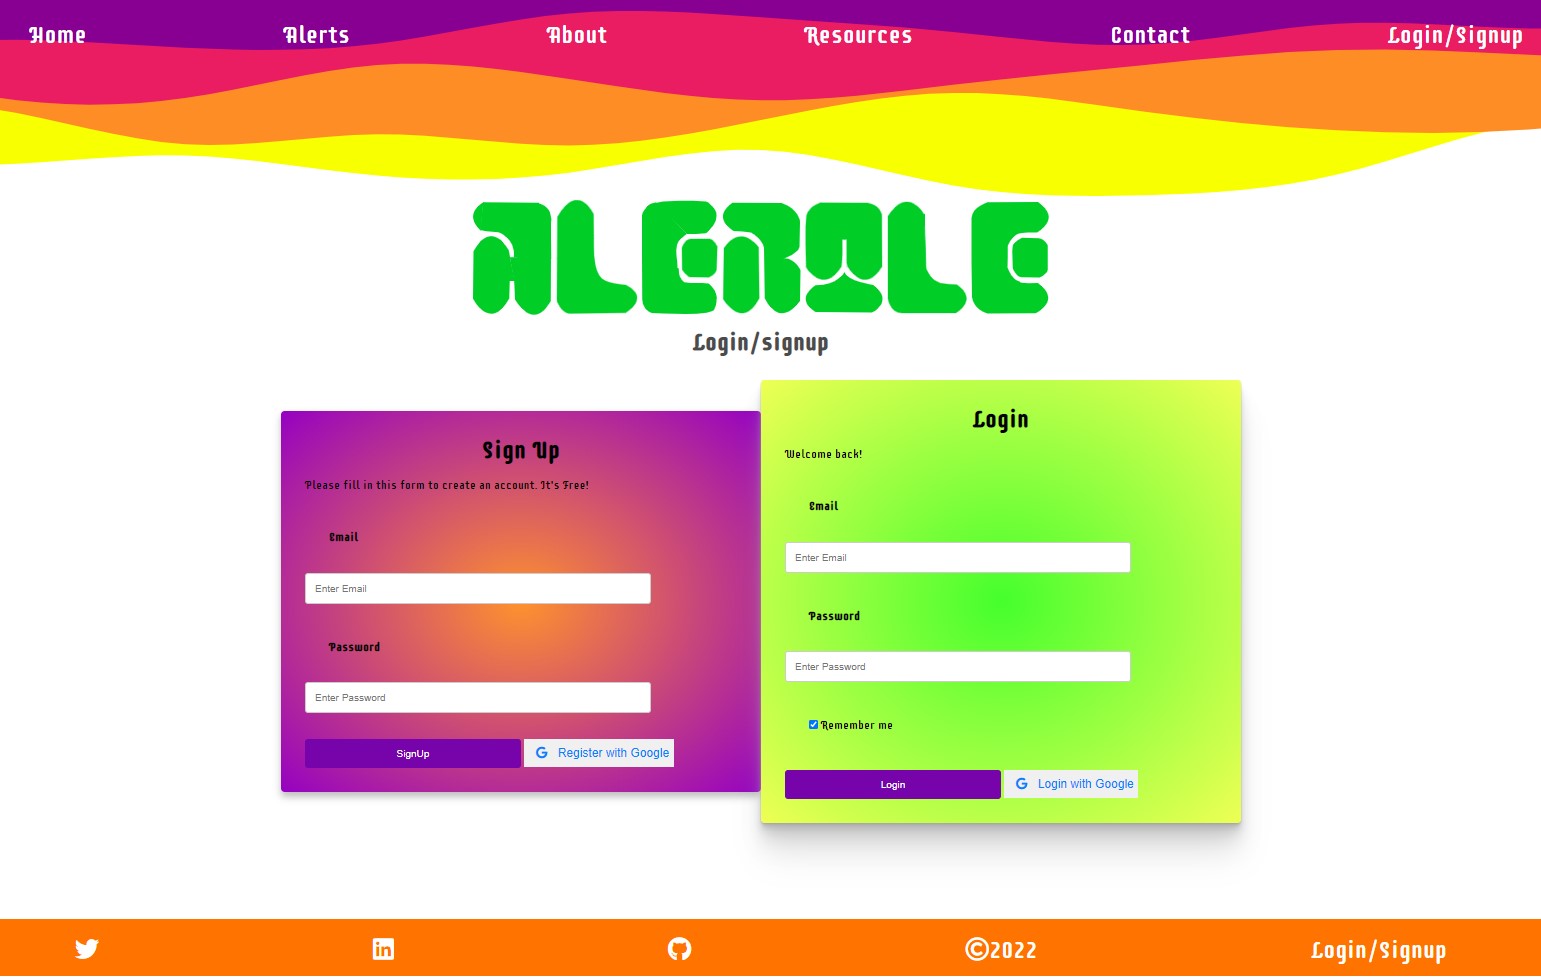 Home Alerts About Resources Contact Login/Signup
ALERTLE
Login/signup
Sign Up
Please fill in this form to create an account. It's Free!
Email
Enter Email
Password
Enter Password
SignUp
Register with Google
Login
Welcome back!
Email
Enter Email
Password
Enter Password
Remember me
Login
Login with Google
©2022
Login/Signup